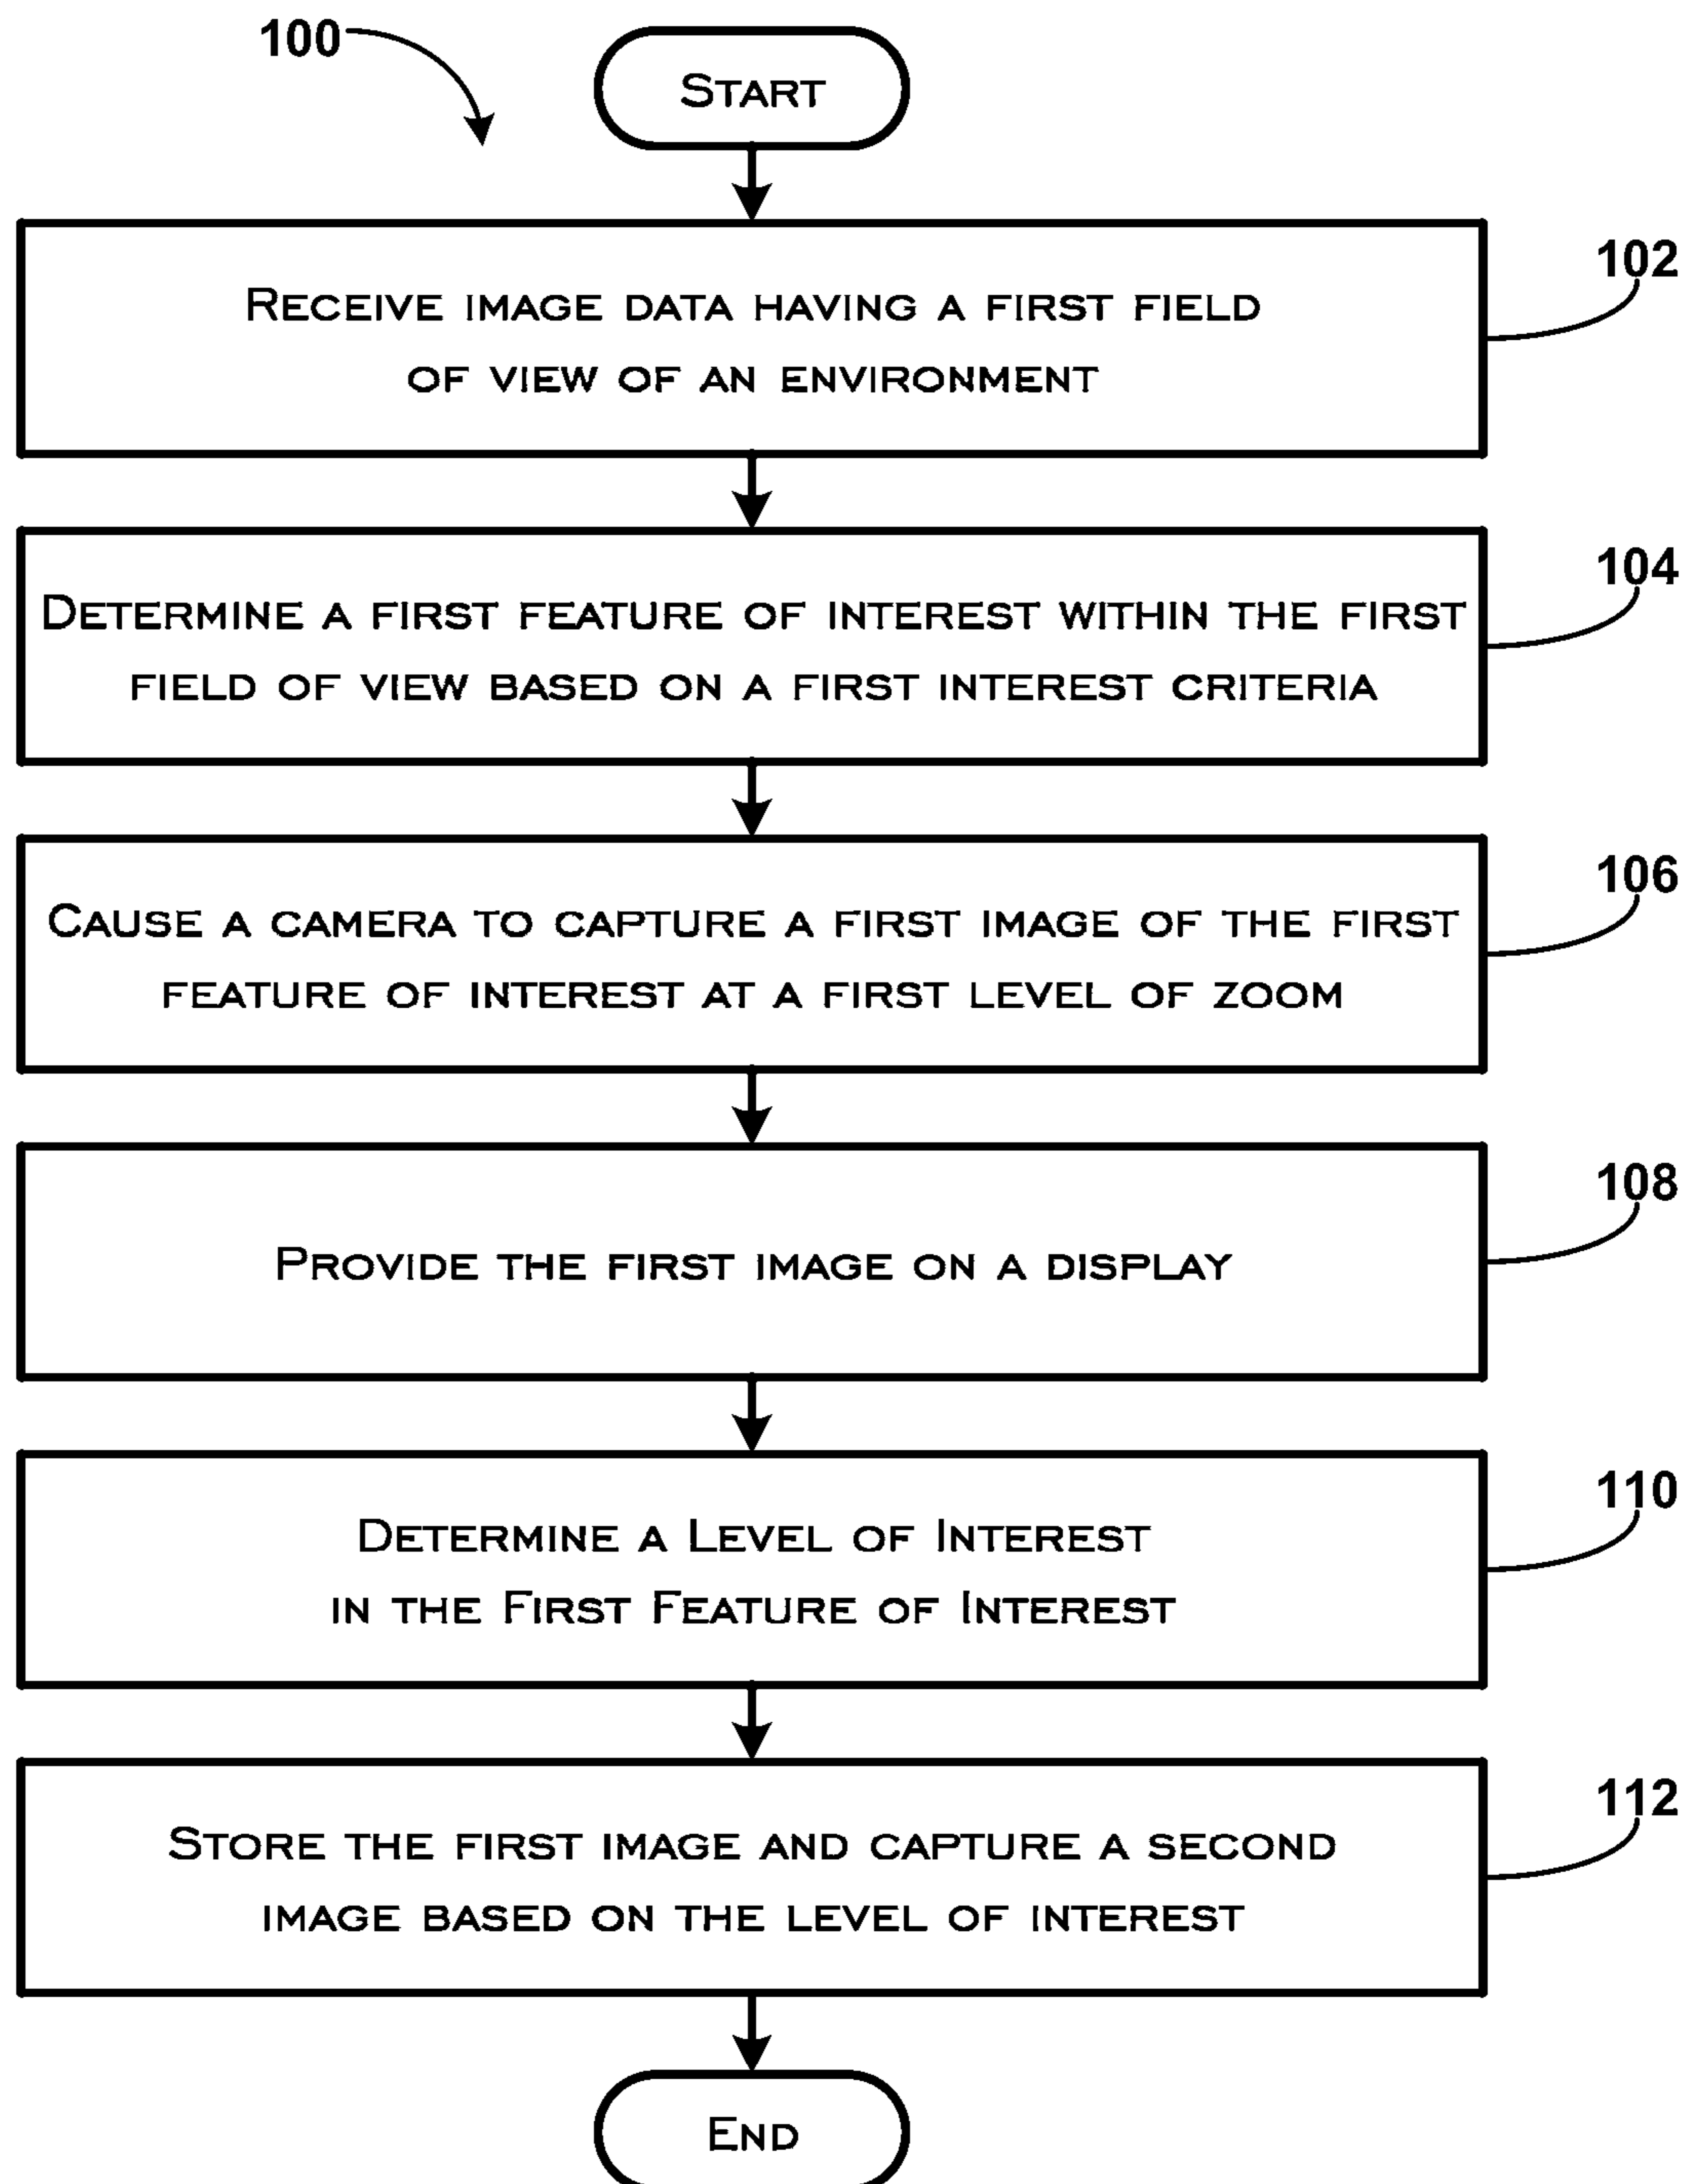 100
START
RECEIVE IMAGE DATA HAVING A FIRST FIELD
OF VIEW OF AN ENVIRONMENT
102
DETERMINE A FIRST FEATURE OF INTEREST WITHIN THE FIRST
FIELD OF VIEW BASED ON A FIRST INTEREST CRITERIA
104
CAUSE A CAMERA TO CAPTURE A FIRST IMAGE OF THE FIRST
FEATURE OF INTEREST AT A FIRST LEVEL OF ZOOM
106
PROVIDE THE FIRST IMAGE ON A DISPLAY
108
DETERMINE A LEVEL OF INTEREST
IN THE FIRST FEATURE OF INTEREST
110
STORE THE FIRST IMAGE AND CAPTURE A SECOND
IMAGE BASED ON THE LEVEL OF INTEREST
112
END